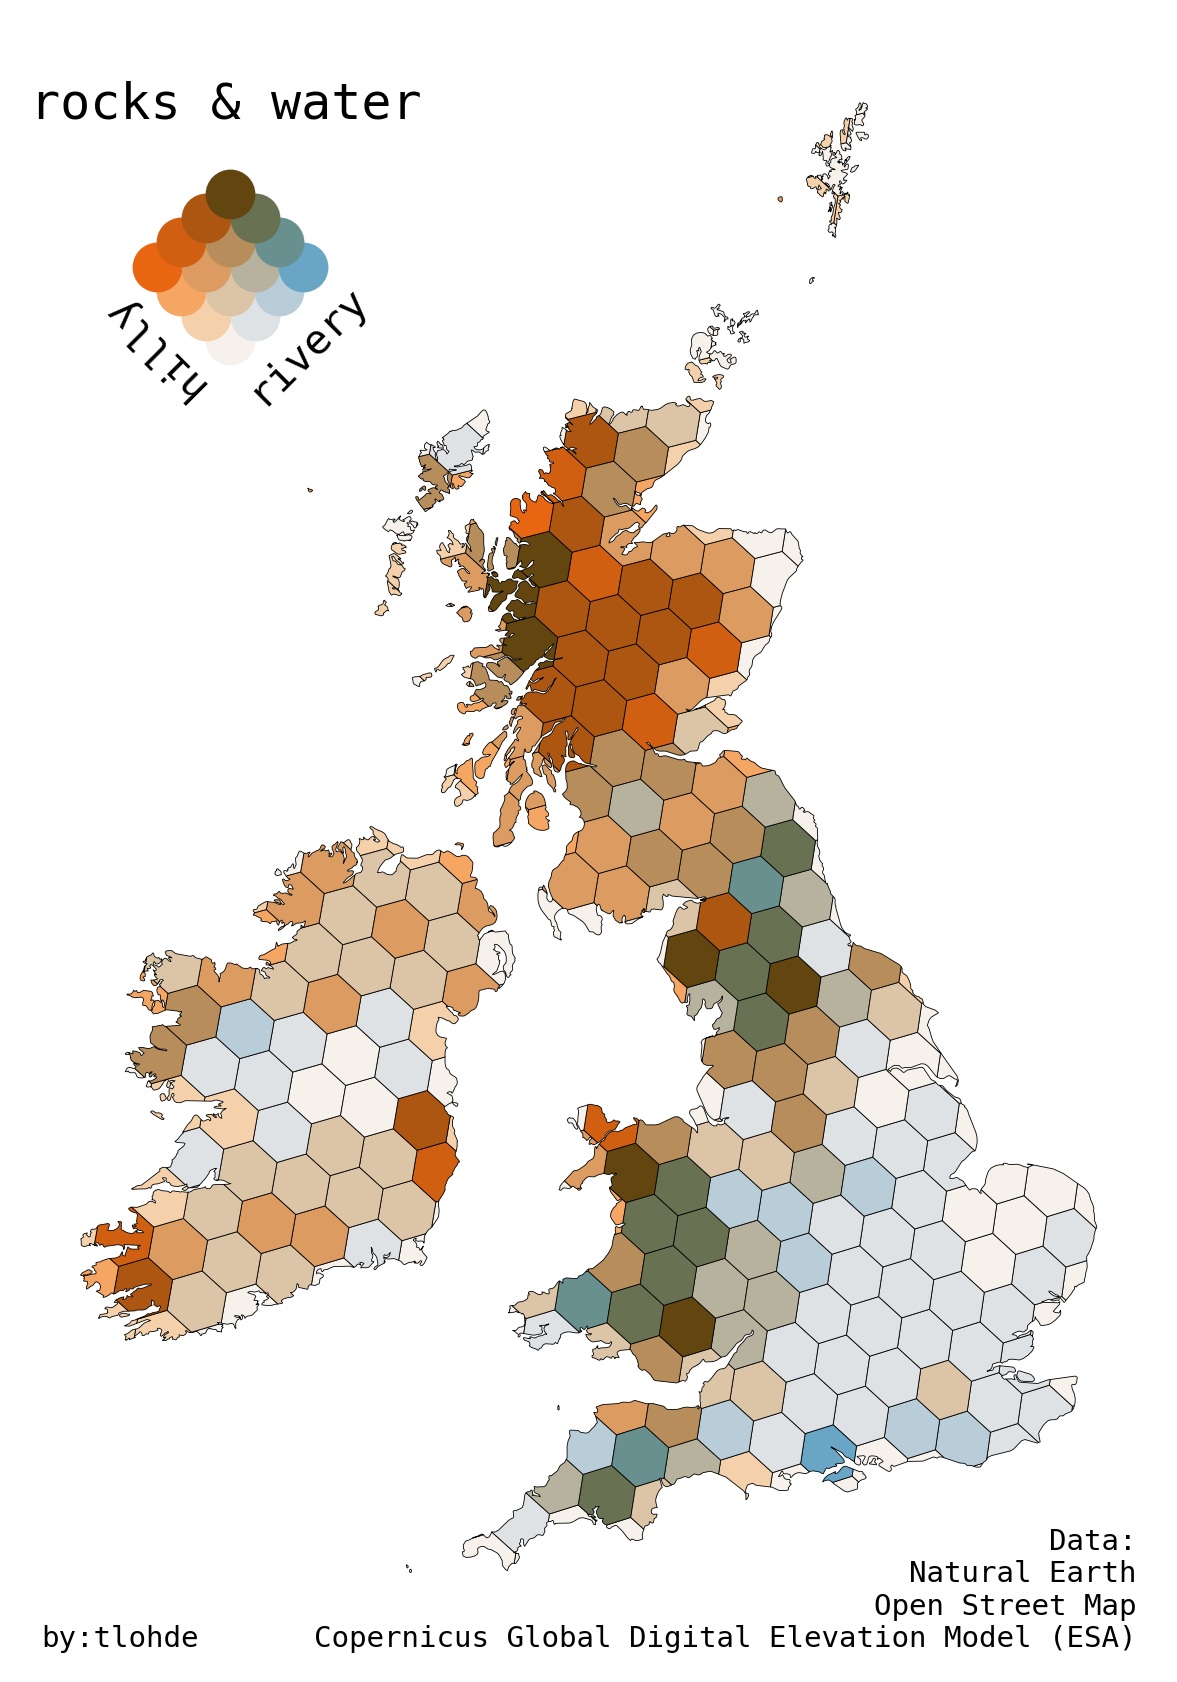 rocks & water
hilly
rivery
Data:
Natural Earth
Open Street Map
by:tlohde
Copernicus Global Digital Elevation Model (ESA)